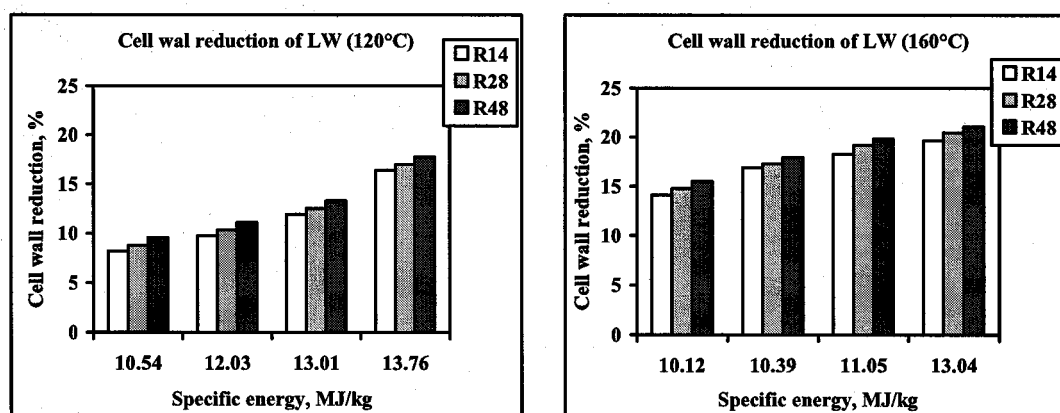 Cell wal reduction of LW (120°C)
R14
R28
R48
25
20
15
10
5
0
Cell wall reduction, %
10.54 12.03 13.01 13.76
Specific energy, MJ/kg
Cell wall reduction of LW (160°C)
R14
R28
R48
25
20
15
10
5
0
Cell wall reduction, %
10.12 10.39 11.05 13.04
Specific energy, MJ/kg